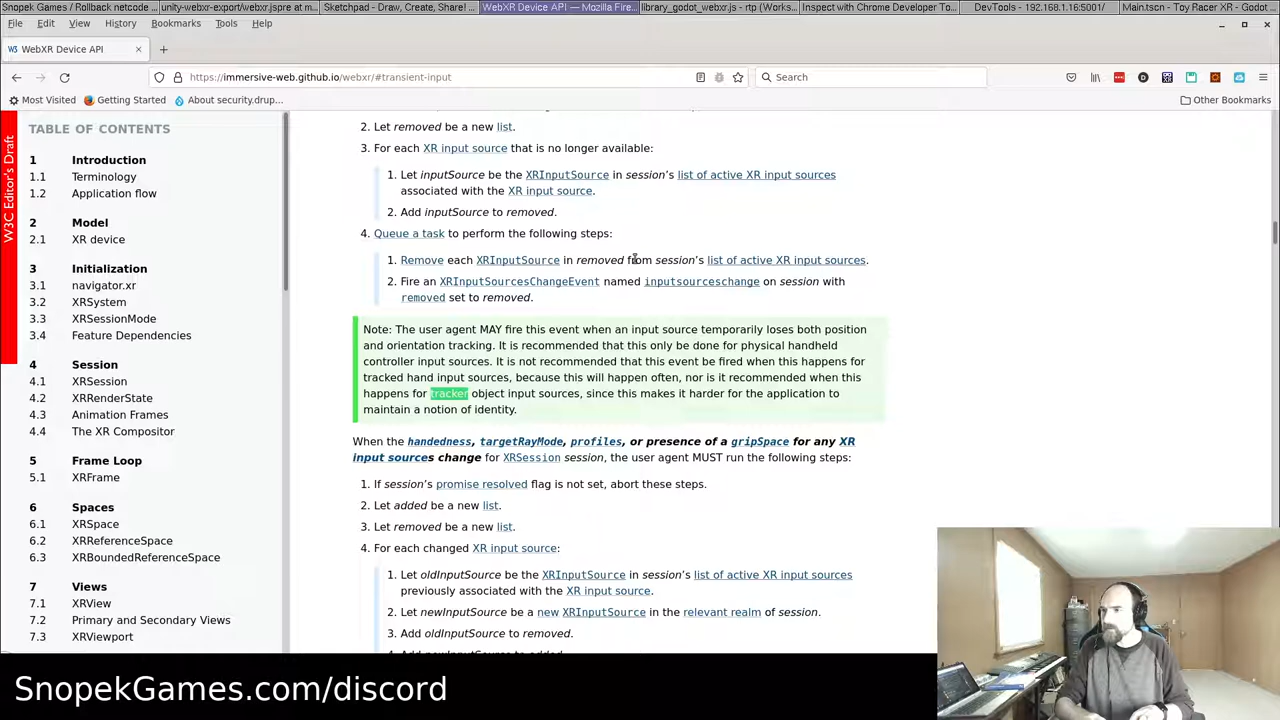 Snopek Games / Rollback netcode ... unity-webxr-export/webxr.jspre at m... Sketchpad - Draw, Create, Share! ... WebXR Device API — Mozilla Fire... library_godot_webxr.js - rtp (Works... Inspect with Chrome Developer To... DevTools - 192.168.1.16:5001/ Main.tscn - Toy Racer XR - Godot ...
File Edit View History Bookmarks Tools Help
WebXR Device API
https://immersive-web.github.io/webxr/#transient-input Search
Most Visited Getting Started About security.drup... Other Bookmarks
W3C Editor's Draft
TABLE OF CONTENTS
1 Introduction
1.1 Terminology
1.2 Application flow
2 Model
2.1 XR device
3 Initialization
3.1 navigator.xr
3.2 XRSystem
3.3 XRSessionMode
3.4 Feature Dependencies
4 Session
4.1 XRSession
4.2 XRRenderState
4.3 Animation Frames
4.4 The XR Compositor
5 Frame Loop
5.1 XRFrame
6 Spaces
6.1 XRSpace
6.2 XRReferenceSpace
6.3 XRBoundedReferenceSpace
7 Views
7.1 XRView
7.2 Primary and Secondary Views
7.3 XRViewport
2. Let removed be a new list.
3. For each XR input source that is no longer available:
1. Let inputSource be the XRInputSource in session's list of active XR input sources
associated with the XR input source.
2. Add inputSource to removed.
4. Queue a task to perform the following steps:
1. Remove each XRInputSource in removed from session's list of active XR input sources.
2. Fire an XRInputSourcesChangeEvent named inputsourceschange on session with
removed set to removed.
Note: The user agent MAY fire this event when an input source temporarily loses both position
and orientation tracking. It is recommended that this only be done for physical handheld
controller input sources. It is not recommended that this event be fired when this happens for
tracked hand input sources, because this will happen often, nor is it recommended when this
happens for tracker object input sources, since this makes it harder for the application to
maintain a notion of identity.
When the handedness, targetRayMode, profiles, or presence of a gripSpace for any XR
input sources change for XRSession session, the user agent MUST run the following steps:
1. If session's promise resolved flag is not set, abort these steps.
2. Let added be a new list.
3. Let removed be a new list.
4. For each changed XR input source:
1. Let oldInputSource be the XRInputSource in session's list of active XR input sources
previously associated with the XR input source.
2. Let newInputSource be a new XRInputSource in the relevant realm of session.
3. Add oldInputSource to removed.
SnopekGames.com/discord